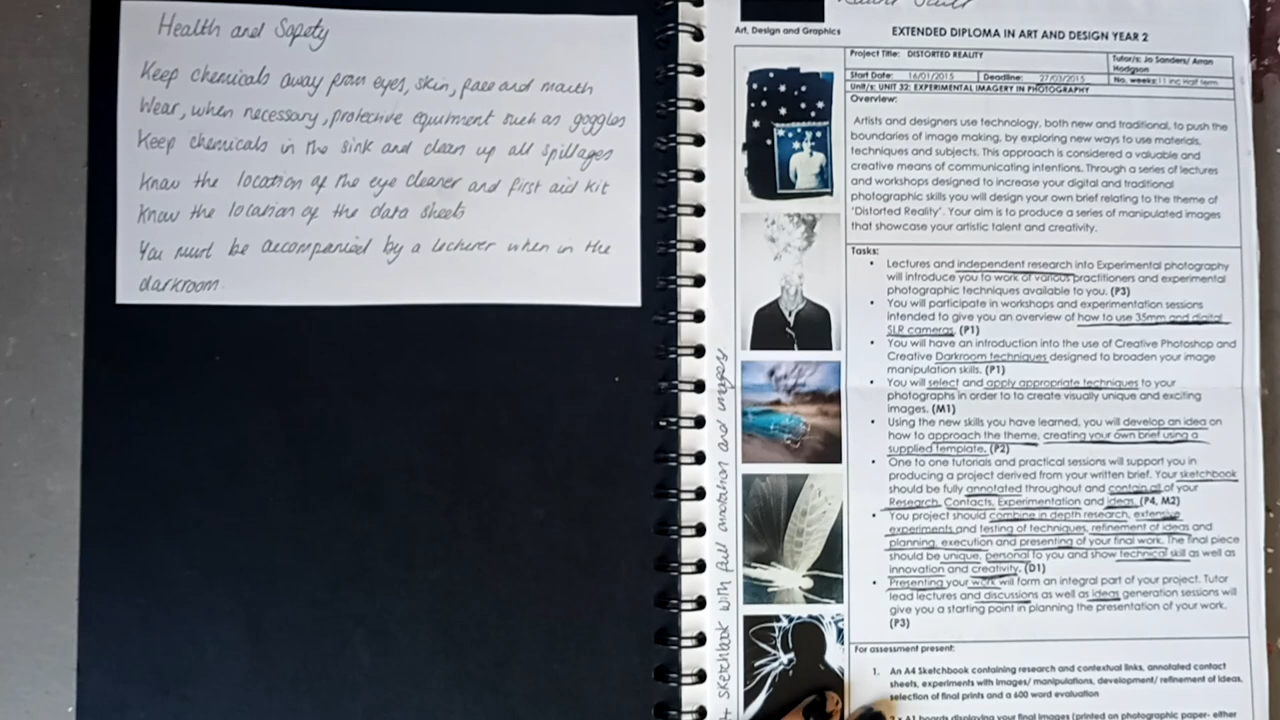 Health and Safety
Keep chemicals away from eyes, skin, face and mouth
Wear, when necessary, protective equitment such as goggles
Keep chemicals in the sink and clean up all spillages
Know the location of the eye cleaner and first aid kit
Know the location of the data sheets
You must be accompanied by a lecturer when in the
darkroom
sketchbook with full annotation and images
Art, Design and Graphics
EXTENDED DIPLOMA IN ART AND DESIGN YEAR 2
Project Title: DISTORTED REALITY
Tutor/s: Jo Sanders/ Arran
Hodgson
Start Date: 16/01/2015 Deadline: 27/03/2015 No. weeks: 11 inc Half term
Unit/s: UNIT 32: EXPERIMENTAL IMAGERY IN PHOTOGRAPHY
Overview:
Artists and designers use technology, both new and traditional, to push the
boundaries of image making, by exploring new ways to use materials,
techniques and subjects. This approach is considered a valuable and
creative means of communicating intentions. Through a series of lectures
and workshops designed to increase your digital and traditional
photographic skills you will design your own brief relating to the theme of
'Distorted Reality'. Your aim is to produce a series of manipulated images
that showcase your artistic talent and creativity.
Tasks:
• Lectures and independent research into Experimental photography
will introduce you to work of various practitioners and experimental
photographic techniques available to you. (P3)
• You will participate in workshops and experimentation sessions
intended to give you an overview of how to use 35mm and digital
SLR cameras. (P1)
• You will have an introduction into the use of Creative Photoshop and
Creative Darkroom techniques designed to broaden your image
manipulation skills. (P1)
• You will select and apply appropriate techniques to your
photographs in order to to create visually unique and exciting
images. (M1)
• Using the new skills you have learned, you will develop an idea on
how to approach the theme, creating your own brief using a
supplied template. (P2)
• One to one tutorials and practical sessions will support you in
producing a project derived from your written brief. Your sketchbook
should be fully annotated throughout and contain all of your
Research, Contacts, Experimentation and ideas. (P4, M2)
• You project should combine in depth research, extensive
experiments and testing of techniques, refinement of ideas and
planning, execution and presenting of your final work. The final piece
should be unique, personal to you and show technical skill as well as
innovation and creativity. (D1)
• Presenting your work will form an integral part of your project. Tutor
lead lectures and discussions as well as ideas generation sessions will
give you a starting point in planning the presentation of your work.
(P3)
For assessment present:
1. An A4 Sketchbook containing research and contextual links, annotated contact
sheets, experiments with images/ manipulations, development/ refinement of ideas,
selection of final prints and a 600 word evaluation
2 x A1 boards displaying your final images (printed on photographic paper- either